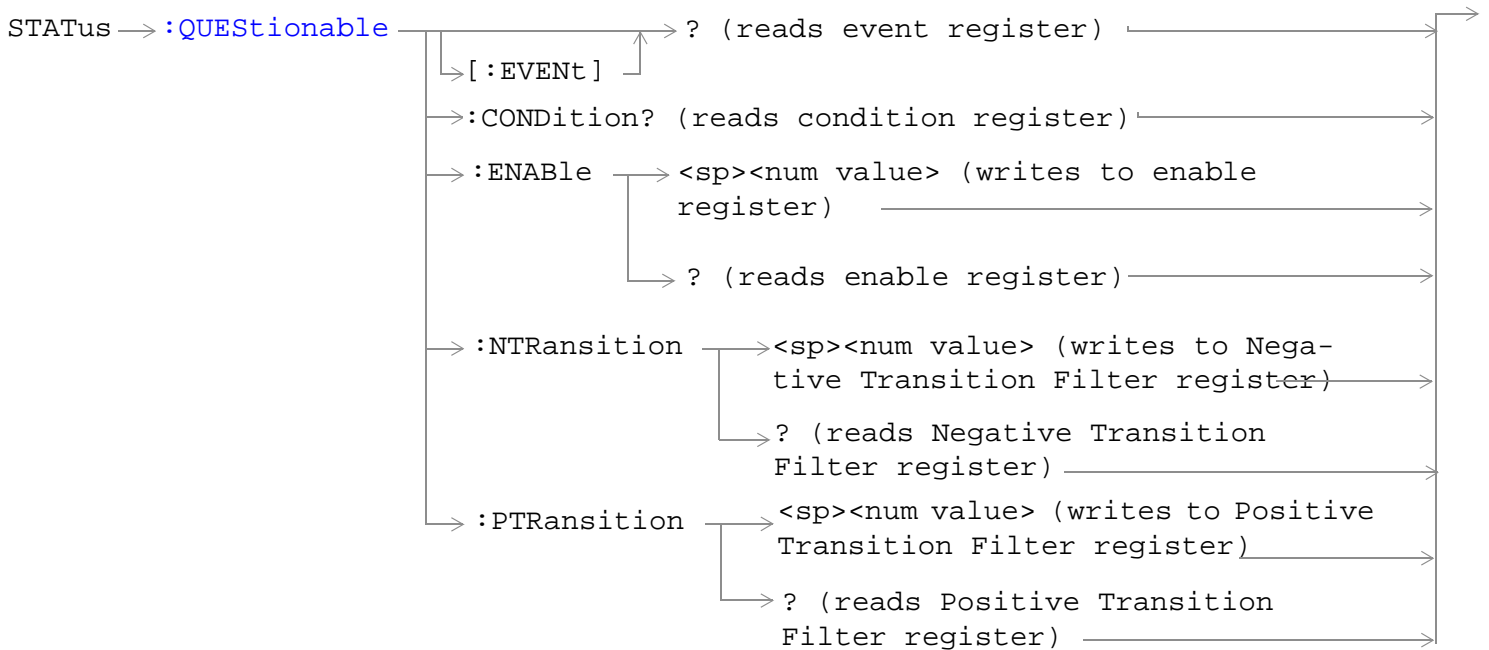 STATus :QUEStionable ? (reads event register)
[:EVENt]
:CONDition? (reads condition register)
:ENABle <sp><num value> (writes to enable
register)
? (reads enable register)
:NTRansition <sp><num value> (writes to Nega-
tive Transition Filter register)
? (reads Negative Transition
Filter register)
:PTRansition <sp><num value> (writes to Positive
Transition Filter register)
? (reads Positive Transition
Filter register)